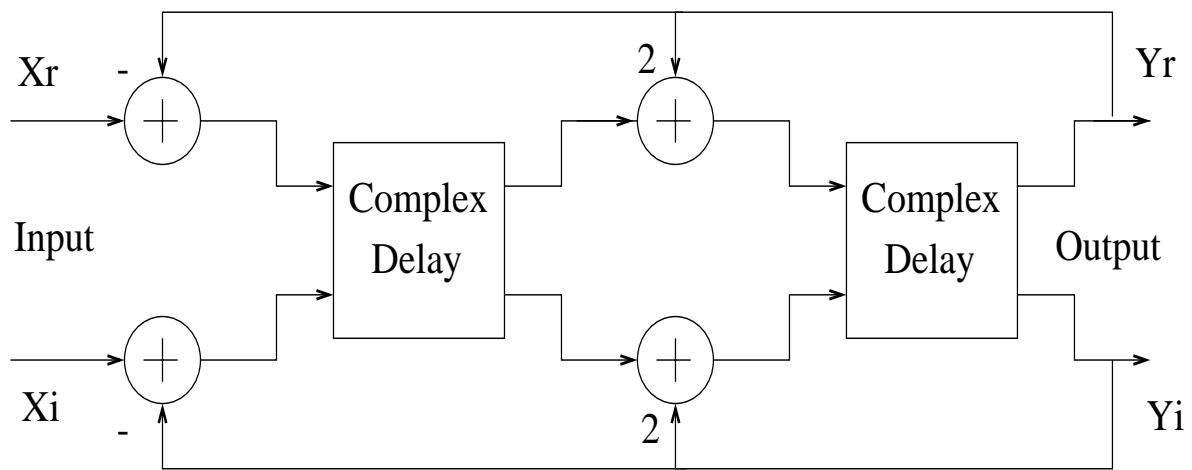 Xr
-
2
Yr
Complex
Delay
Complex
Delay
Input
Output
Xi
-
2
Yi